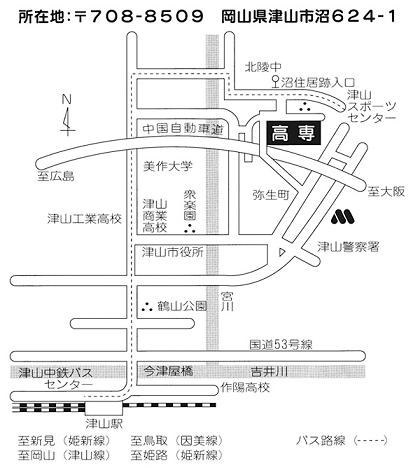 所在地:〒708-8509 岡山県津山市沼624-1
北陵中
沼住居跡入口
津山
スポーツ
センター
N
中国自動車道
高専
美作大学
至広島
至大阪
衆楽園
弥生町
津山
商業
高校
津山工業高校
津山市役所
津山警察署
鶴山公園
宮川
国道53号線
津山中鉄バス
センター
今津屋橋
吉井川
作陽高校
津山駅
至新見(姫新線) 至鳥取(因美線) バス路線(-----)
至岡山(津山線) 至姫路(姫新線)